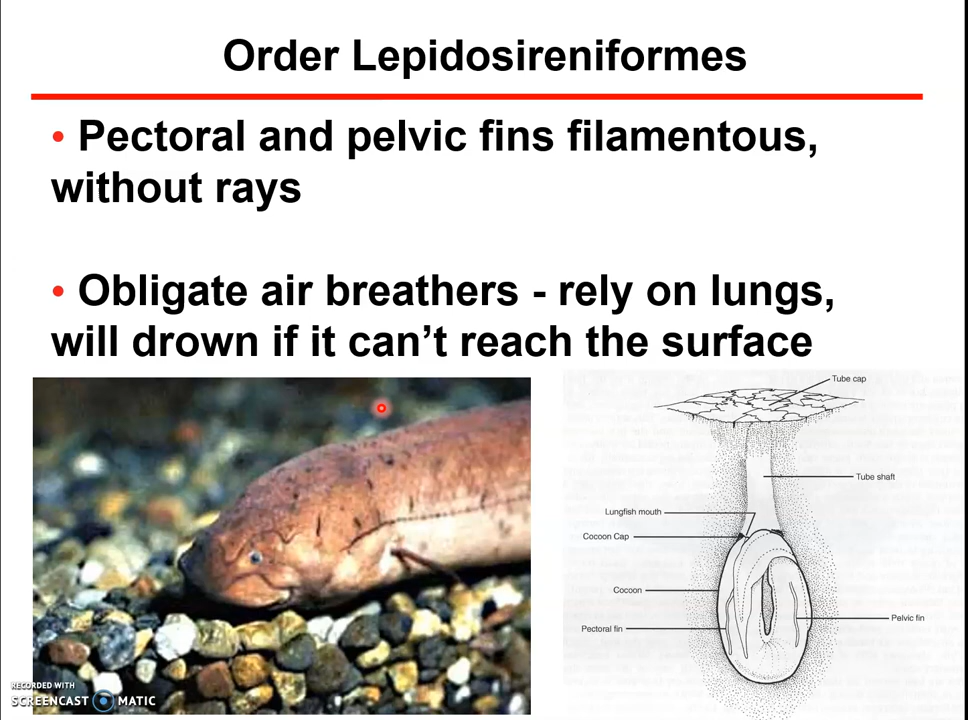 Order Lepidosireniformes
• Pectoral and pelvic fins filamentous,
without rays
• Obligate air breathers - rely on lungs,
will drown if it can’t reach the surface
Tube cap
Tube shaft
Lungfish mouth
Cocoon Cap
Cocoon
Pectoral fin
Pelvic fin
RECORDED WITH
SCREENCAST MATIC